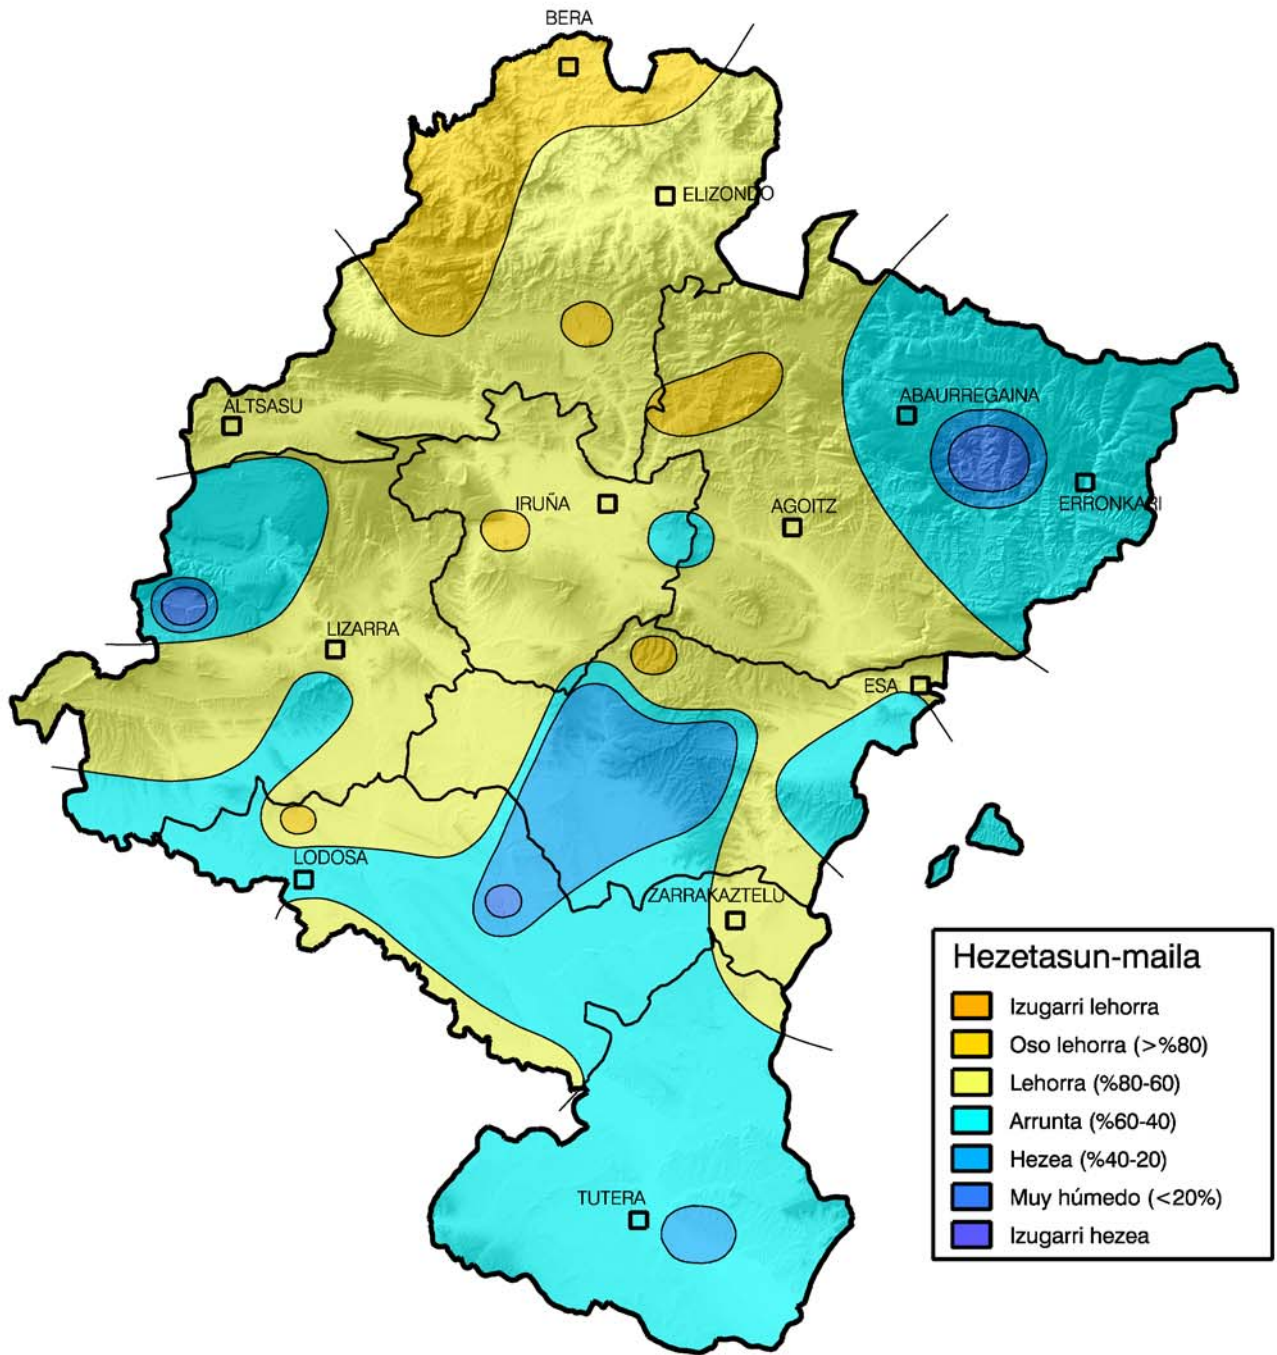 BERA
ELIZONDO
ALTSASU
ABAURREGAINA
IRUÑA
AGOITZ
ERRONKARI
LIZARRA
ESA
LODOSA
ZARRAKAZTELU
TUTERA
Hezetasun-maila
Izugarri lehorra
Oso lehorra (>%80)
Lehorra (%80-60)
Arrunta (%60-40)
Hezea (%40-20)
Muy húmedo (<20%)
Izugarri hezea